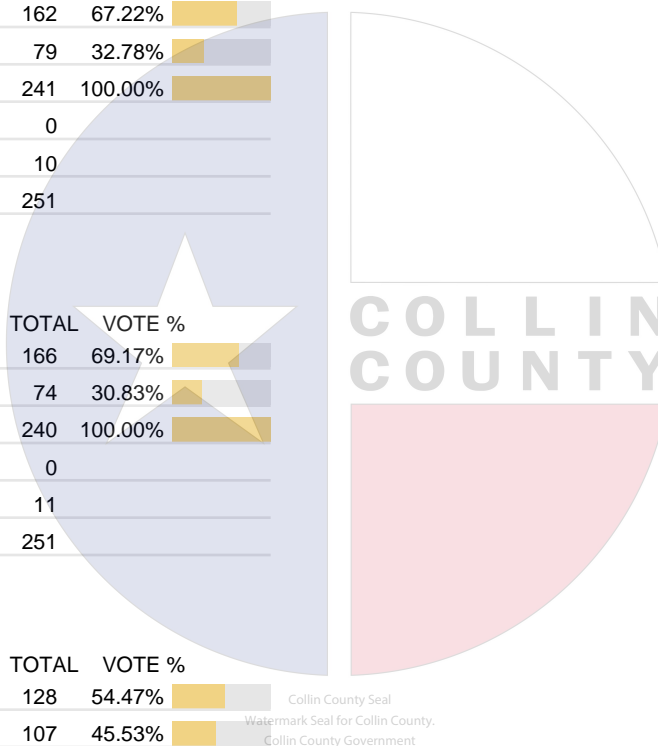 162 67.22%
79 32.78%
241 100.00%
0
10
251
TOTAL VOTE %
166 69.17%
74 30.83%
240 100.00%
0
11
251
TOTAL VOTE %
128 54.47%
107 45.53%
COLLIN
COUNTY
Collin County Seal
Watermark Seal for Collin County.
Collin County Government